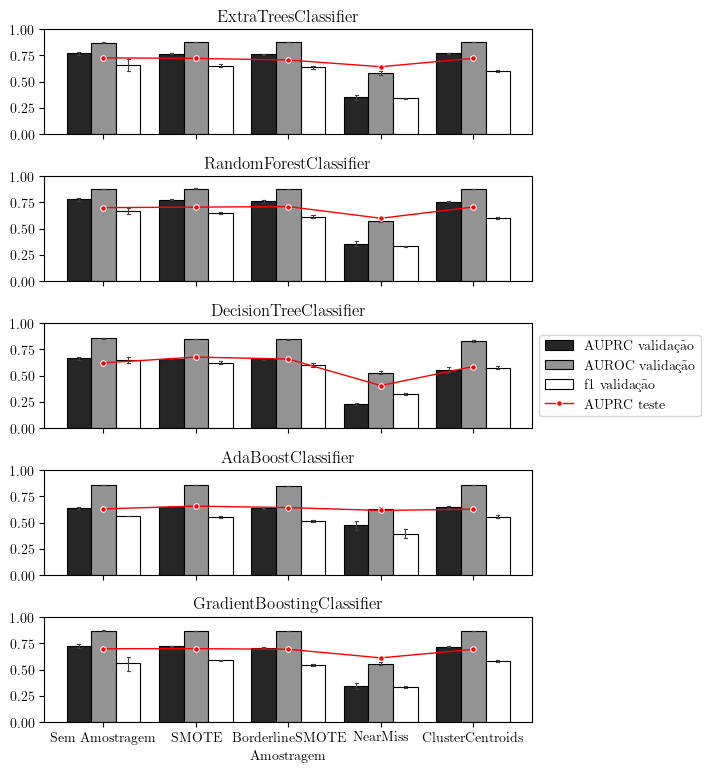 ExtraTreesClassifier
1.00
0.75
0.50
0.25
0.00
RandomForestClassifier
1.00
0.75
0.50
0.25
0.00
DecisionTreeClassifier
1.00
0.75
0.50
0.25
0.00
AUPRC validação
AUROC validação
f1 validação
AUPRC teste
AdaBoostClassifier
1.00
0.75
0.50
0.25
0.00
GradientBoostingClassifier
1.00
0.75
0.50
0.25
0.00
Sem Amostragem SMOTE BorderlineSMOTE NearMiss ClusterCentroids
Amostragem